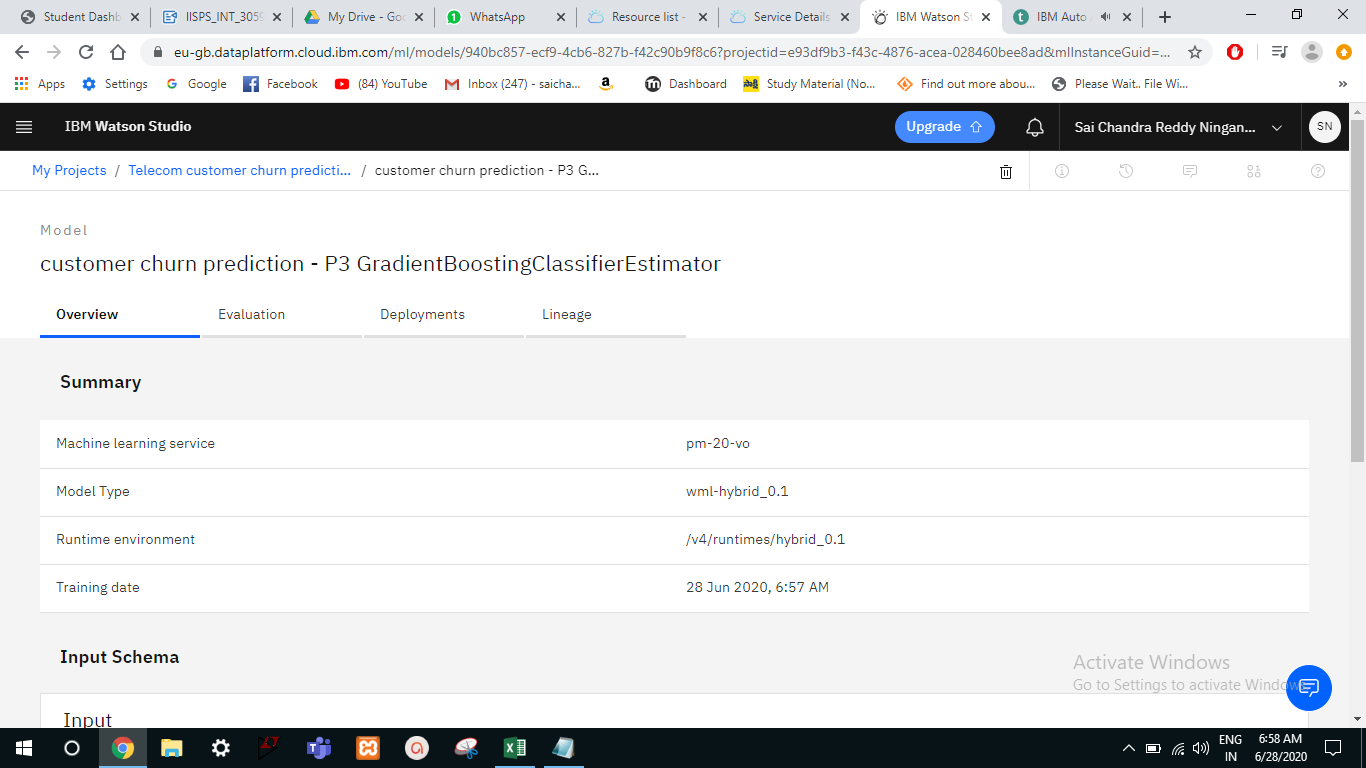 Student Dashb
IISPS_INT_3059
My Drive - Goo
WhatsApp
Resource list -
Service Details
IBM Watson St
IBM Auto
eu-gb.dataplatform.cloud.ibm.com/ml/models/940bc857-ecf9-4cb6-827b-f42c90b9f8c6?projectid=e93df9b3-f43c-4876-acea-028460bee8ad&mlInstanceGuid=...
Apps
Settings
Google
Facebook
(84) YouTube
Inbox (247) - saicha...
Dashboard
Study Material (No...
Find out more abou...
Please Wait.. File Wi...
IBM Watson Studio
Upgrade
Sai Chandra Reddy Ningan...
SN
My Projects / Telecom customer churn predicti... / customer churn prediction - P3 G...
Model
customer churn prediction - P3 GradientBoostingClassifierEstimator
Overview
Evaluation
Deployments
Lineage
Summary
Machine learning service pm-20-vo
Model Type wml-hybrid_0.1
Runtime environment /v4/runtimes/hybrid_0.1
Training date 28 Jun 2020, 6:57 AM
Input Schema
Input
Activate Windows
Go to Settings to activate Windows
ENG
IN
6:58 AM
6/28/2020